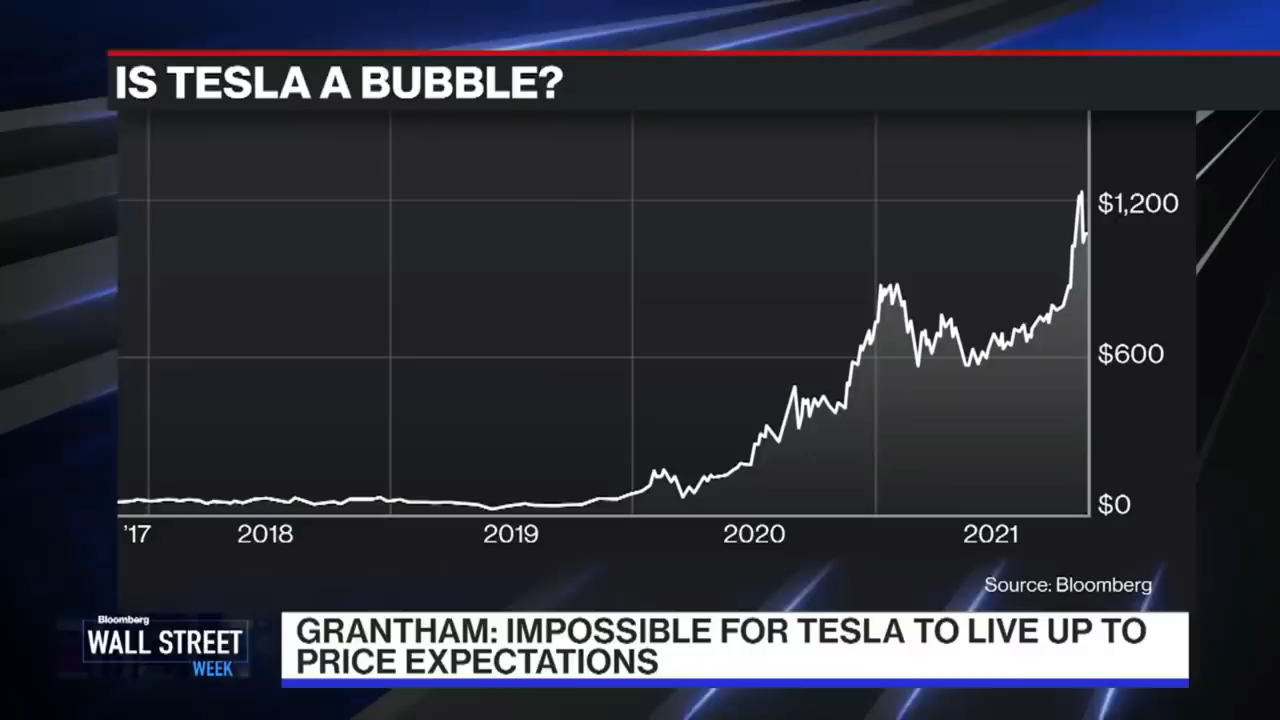 IS TESLA A BUBBLE?
$1,200
$600
$0
'17
2018
2019
2020
2021
Source: Bloomberg
Bloomberg
WALL STREET
WEEK
GRANTHAM: IMPOSSIBLE FOR TESLA TO LIVE UP TO
PRICE EXPECTATIONS